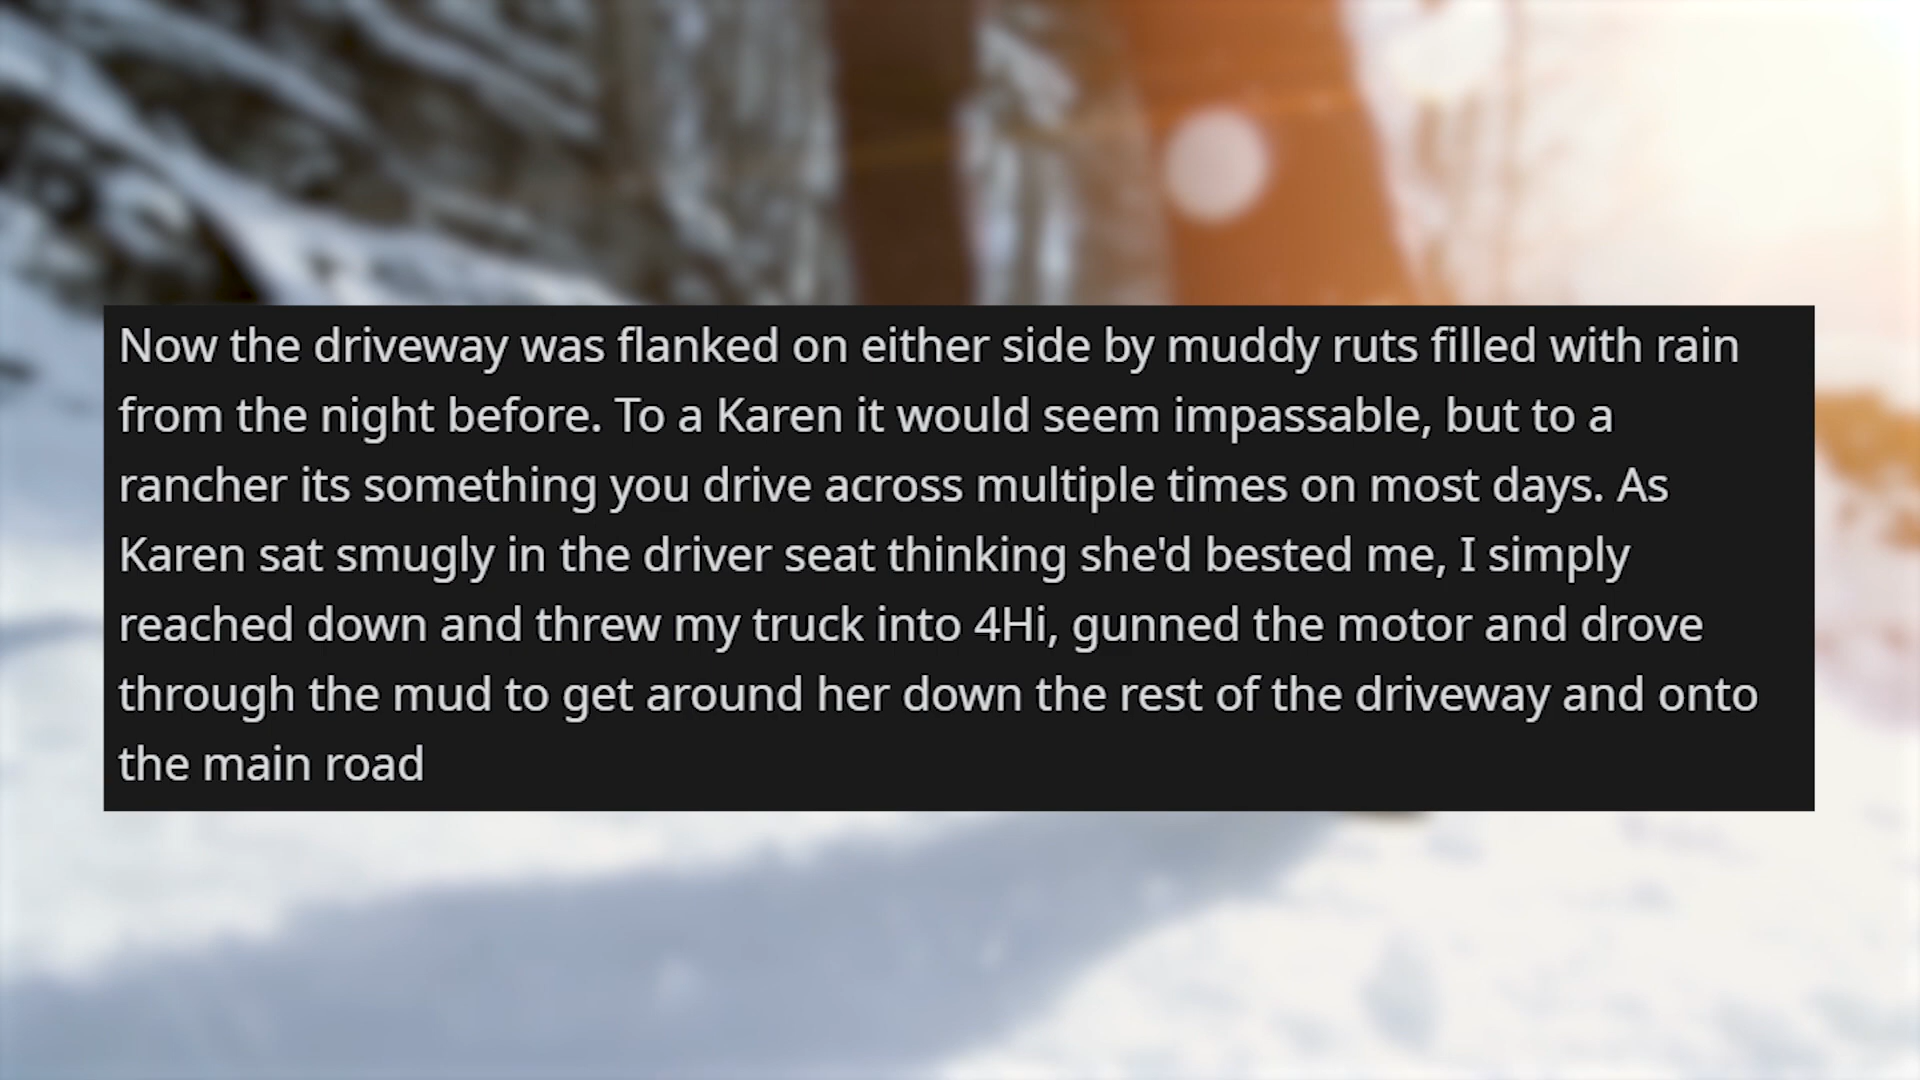 Now the driveway was flanked on either side by muddy ruts filled with rain
from the night before. To a Karen it would seem impassable, but to a
rancher its something you drive across multiple times on most days. As
Karen sat smugly in the driver seat thinking she'd bested me, I simply
reached down and threw my truck into 4Hi, gunned the motor and drove
through the mud to get around her down the rest of the driveway and onto
the main road